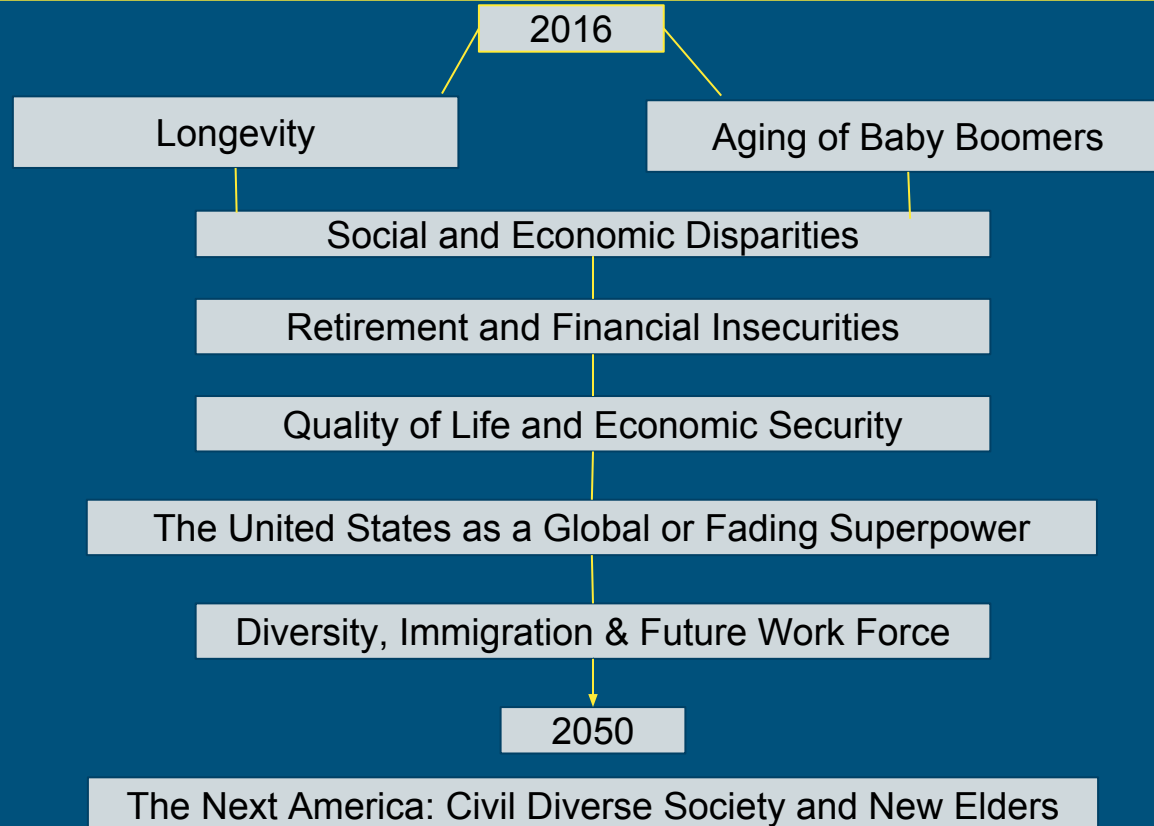 2016
Longevity
Aging of Baby Boomers
Social and Economic Disparities
Retirement and Financial Insecurities
Quality of Life and Economic Security
The United States as a Global or Fading Superpower
Diversity, Immigration & Future Work Force
2050
The Next America: Civil Diverse Society and New Elders